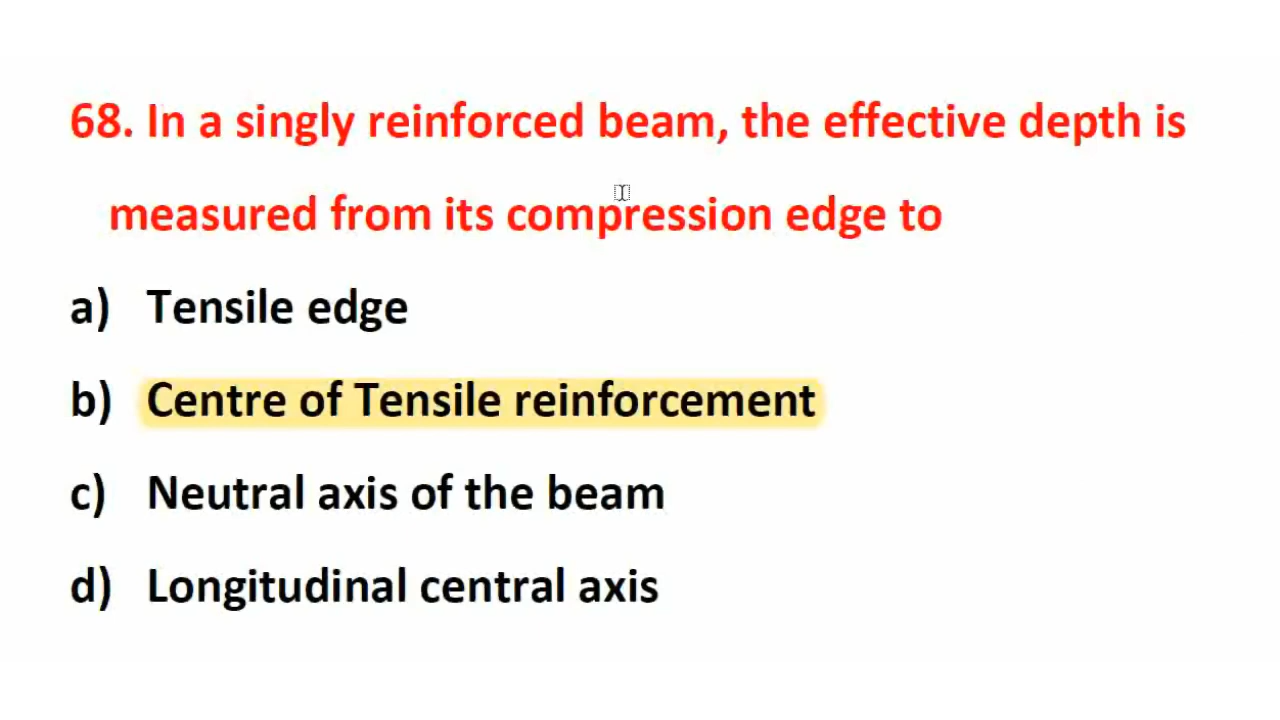 68. In a singly reinforced beam, the effective depth is
measured from its compression edge to
a) Tensile edge
b) Centre of Tensile reinforcement
c) Neutral axis of the beam
d) Longitudinal central axis